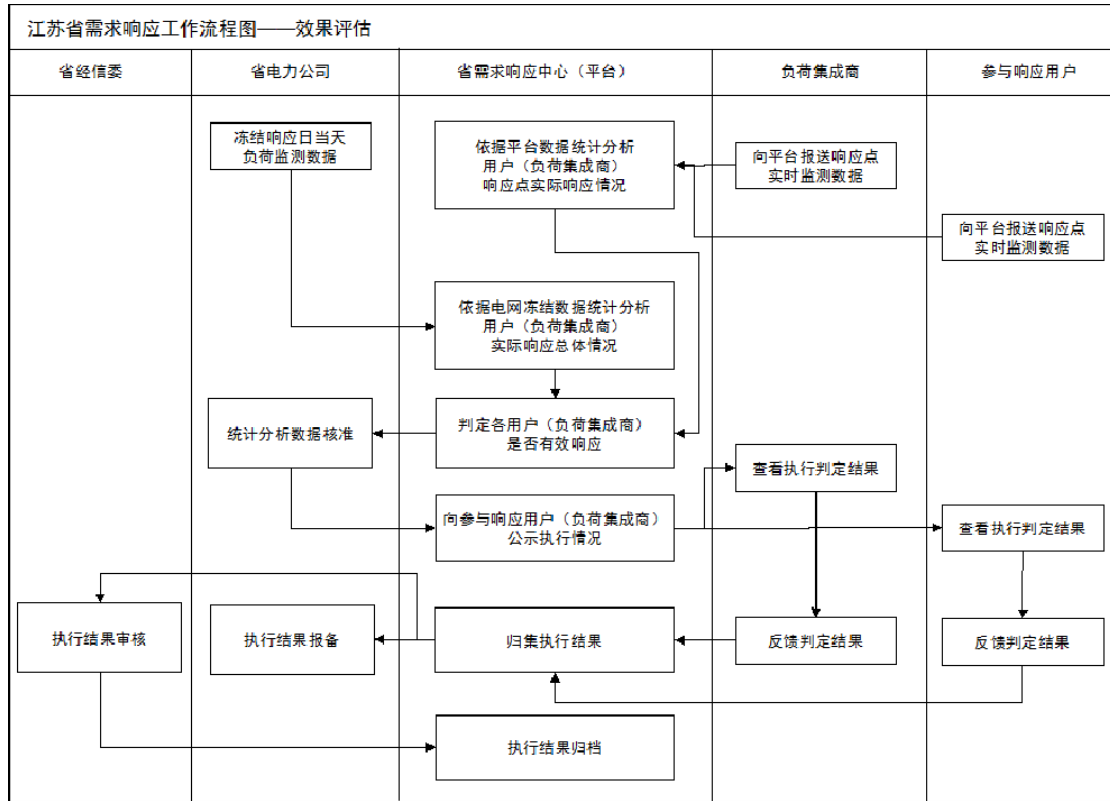 江苏省需求响应工作流程图——效果评估
省经信委
省电力公司
省需求响应中心（平台）
负荷集成商
参与响应用户
冻结响应日当天
负荷监测数据
依据平台数据统计分析
用户（负荷集成商）
响应点实际响应情况
向平台报送响应点
实时监测数据
向平台报送响应点
实时监测数据
依据电网冻结数据统计分析
用户（负荷集成商）
实际响应总体情况
统计分析数据核准
判定各用户（负荷集成商）
是否有效响应
查看执行判定结果
向参与响应用户（负荷集成商）
公示执行情况
查看执行判定结果
执行结果审核
执行结果报备
归集执行结果
反馈判定结果
反馈判定结果
执行结果归档